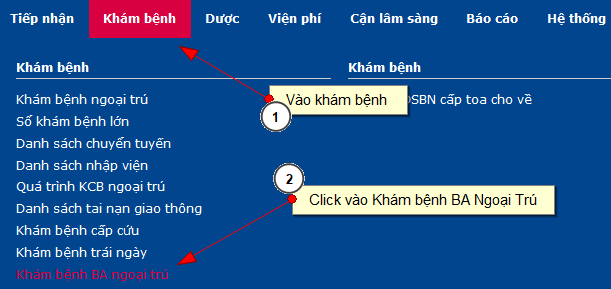 Tiếp nhận Khám bệnh Dược Viện phí Cận lâm sàng Báo cáo Hệ thống
Khám bệnh Khám bệnh
Khám bệnh ngoại trú
Vào khám bệnh
DSBN cấp toa cho về
1
Số khám bệnh lớn
Danh sách chuyển tuyến
Danh sách nhập viện
Quá trình KCB ngoại trú
2
Click vào Khám bệnh BA Ngoại Trú
Danh sách tai nạn giao thông
Khám bệnh cấp cứu
Khám bệnh trái ngày
Khám bệnh BA ngoại trú